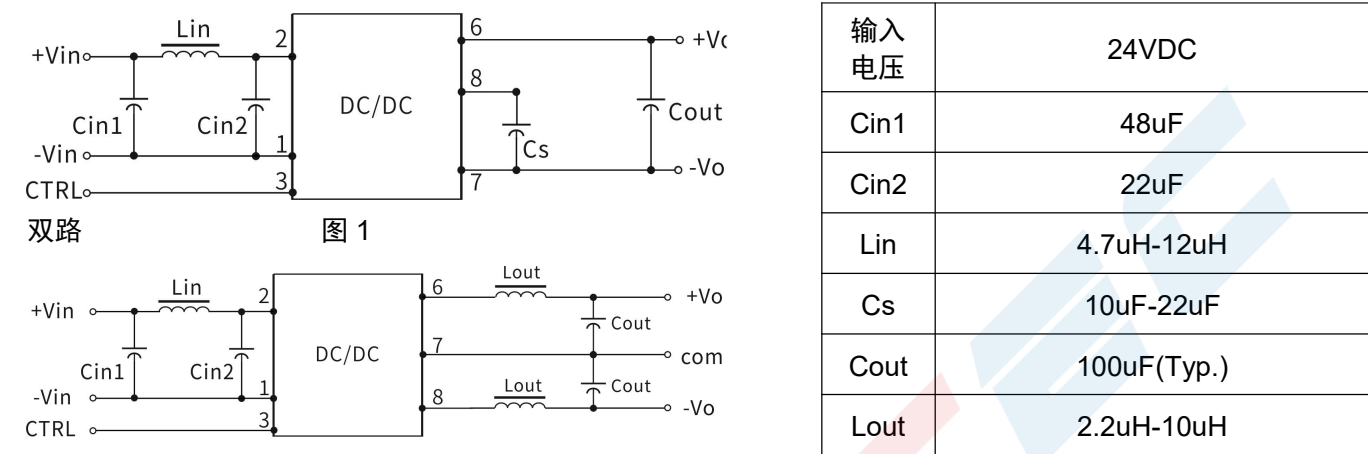 Lin
+Vin
2
6
+Vo
8
DC/DC
Cout
Cin1
Cin2
Cs
-Vin
1
-Vo
7
CTRL
3
双路
图 1
Lin
+Vin
2
6
Lout
+Vo
Cout
DC/DC
7
com
Cin1
Cin2
Lout
Cout
-Vin
1
8
-Vo
CTRL
3
输入
电压
24VDC
Cin1
48uF
Cin2
22uF
Lin
4.7uH-12uH
Cs
10uF-22uF
Cout
100uF(Typ.)
Lout
2.2uH-10uH